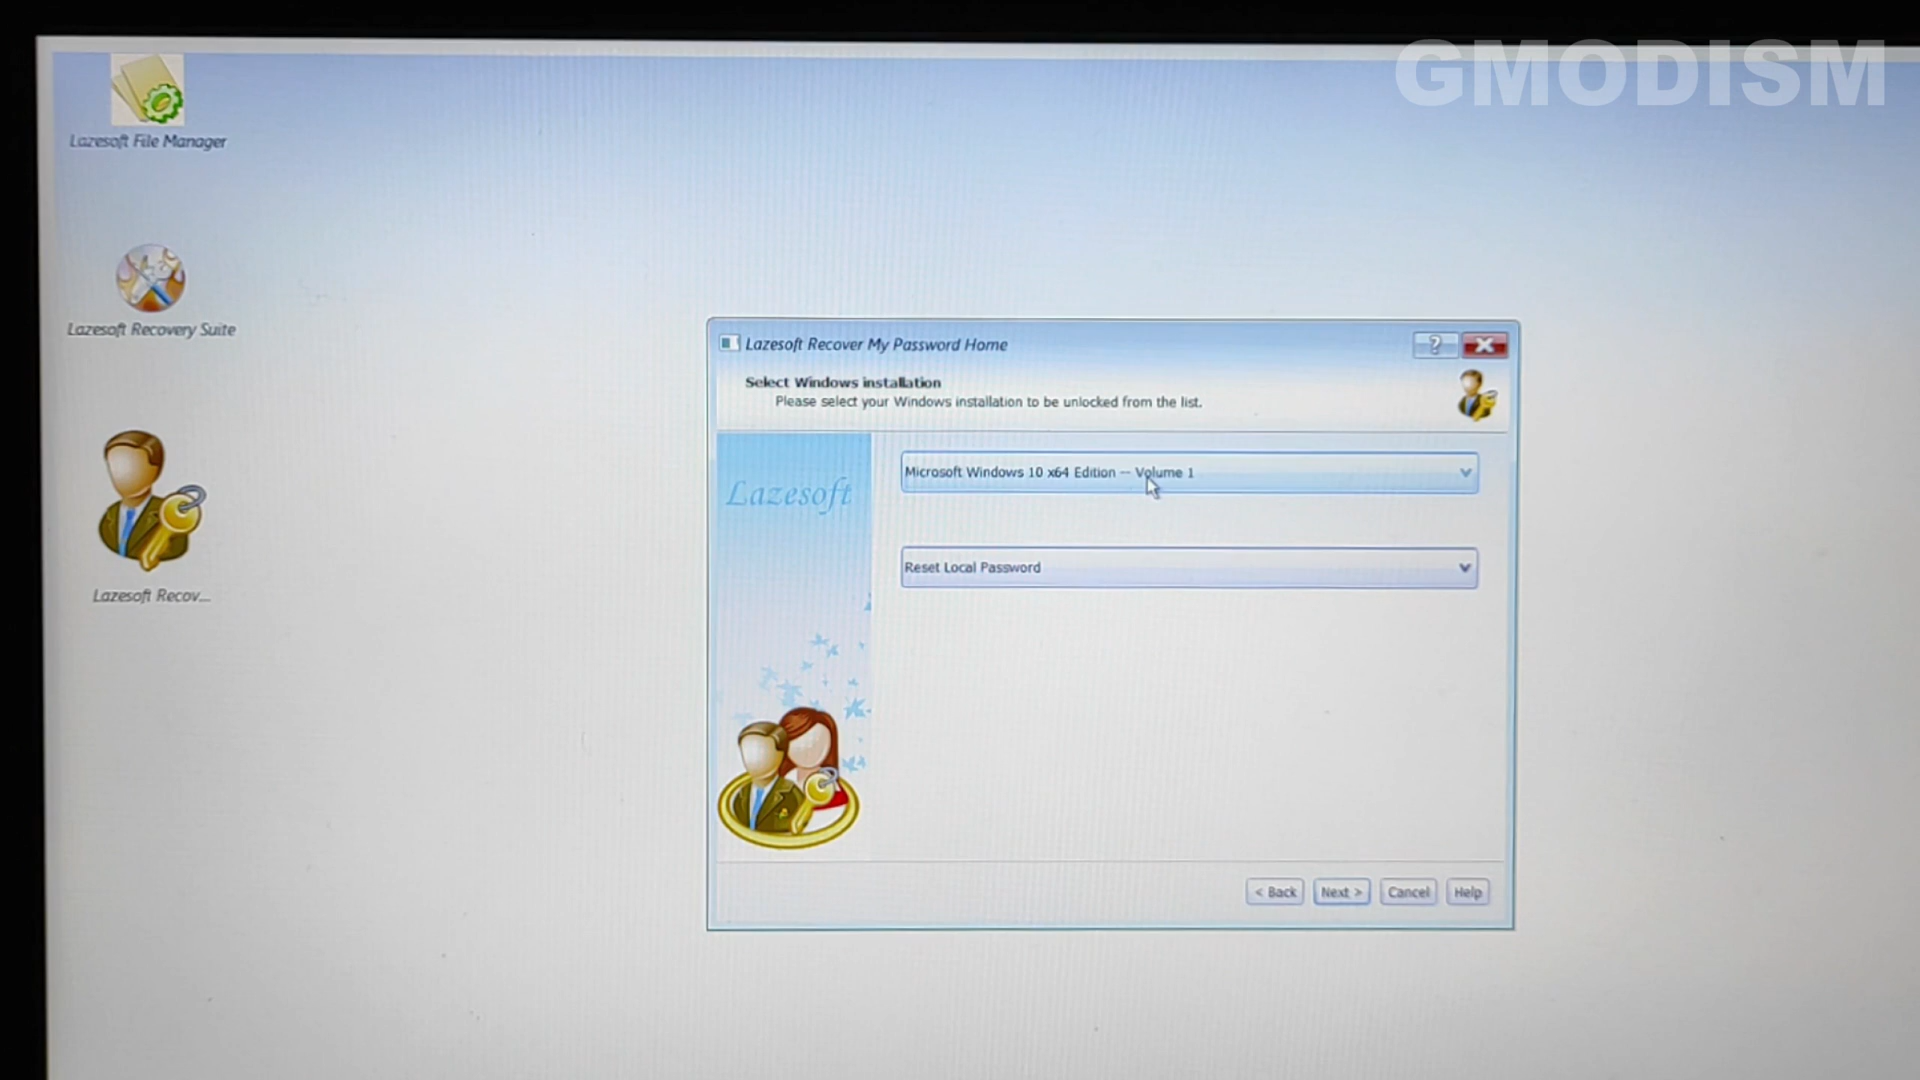 GMODISM
Lazesoft File Manager
Lazesoft Recovery Suite
Lazesoft Recov...
Lazesoft Recover My Password Home
?
Select Windows installation
Please select your Windows installation to be unlocked from the list.
Lazesoft
Microsoft Windows 10 x64 Edition -- Volume 1
Reset Local Password
< Back Next > Cancel Help